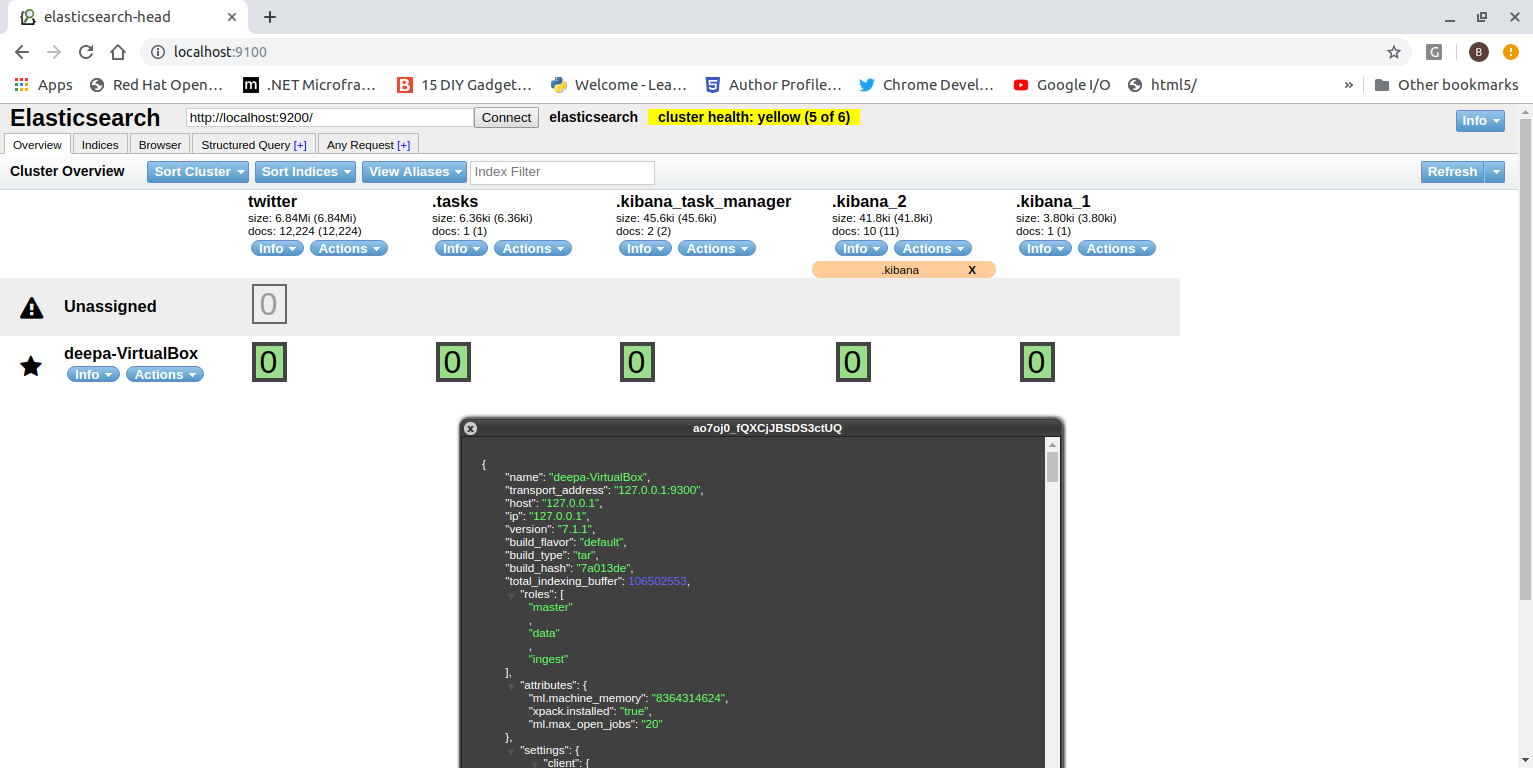 elasticsearch-head
localhost:9100
G
B
Apps
Red Hat Open…
m
.NET Microfra…
B
15 DIY Gadget…
Welcome - Lea…
5
Author Profile…
Chrome Devel…
Google I/O
html5/
»
Other bookmarks
Elasticsearch
http://localhost:9200/
Connect
elasticsearch
cluster health: yellow (5 of 6)
Info
Overview
Indices
Browser
Structured Query [+]
Any Request [+]
Cluster Overview
Sort Cluster
Sort Indices
View Aliases
Index Filter
Refresh
twitter
size: 6.84Mi (6.84Mi)
docs: 12,224 (12,224)
Info
Actions
.tasks
size: 6.36ki (6.36ki)
docs: 1 (1)
Info
Actions
.kibana_task_manager
size: 45.6ki (45.6ki)
docs: 2 (2)
Info
Actions
.kibana_2
size: 41.8ki (41.8ki)
docs: 10 (11)
Info
Actions
.kibana X
.kibana_1
size: 3.80ki (3.80ki)
docs: 1 (1)
Info
Actions
Unassigned
0
deepa-VirtualBox
Info
Actions
0
0
0
0
0
x
ao7oj0_fQXCjJBSDS3ctUQ
{
"name": "deepa-VirtualBox",
"transport_address": "127.0.0.1:9300",
"host": "127.0.0.1",
"ip": "127.0.0.1",
"version": "7.1.1",
"build_flavor": "default",
"build_type": "tar",
"build_hash": "7a013de",
"total_indexing_buffer": 106502553,
"roles": [
"master"
,
"data"
,
"ingest"
],
"attributes": {
"ml.machine_memory": "8364314624",
"xpack.installed": "true",
"ml.max_open_jobs": "20"
},
"settings": {
"client": {